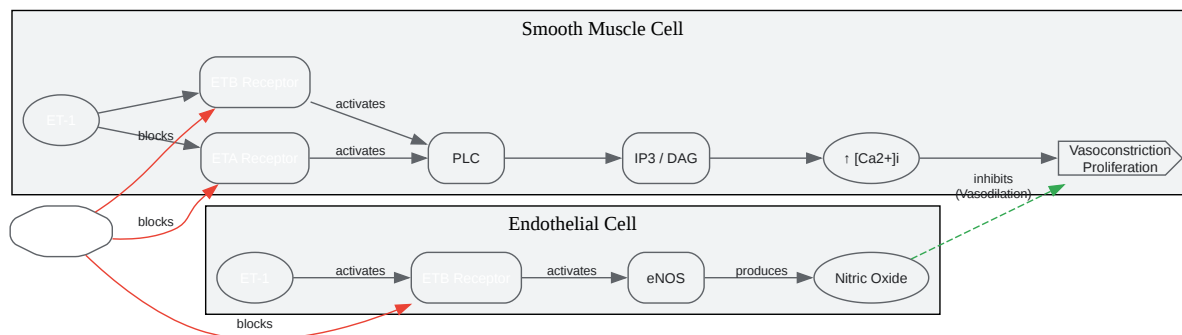 Smooth Muscle Cell
ETB Receptor
activates
ET-1
blocks
ETA Receptor
activates
PLC
IP3 / DAG
↑ [Ca2+]i
Vasoconstriction
Proliferation
inhibits
(Vasodilation)
blocks
Endothelial Cell
ET-1
activates
ETB Receptor
activates
eNOS
produces
Nitric Oxide
blocks